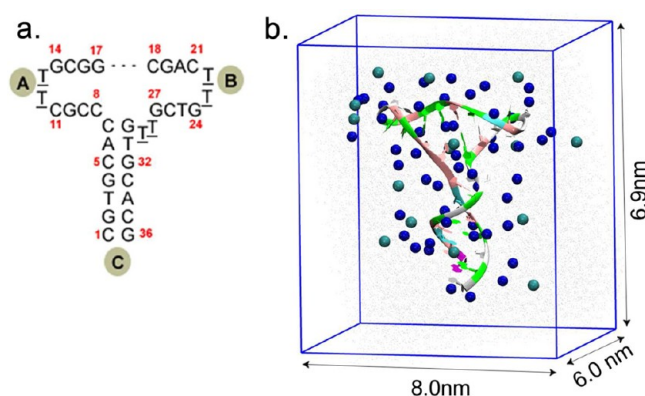 a.
b.
14 17 18 21
A T GCGG ---- CGAC T B
T CGCC GCTG T
11 8 27 24
C G T T
A T
5 C G 32
G C
T A
G C
1 C G 36
C
6.9nm
6.0 nm
8.0nm